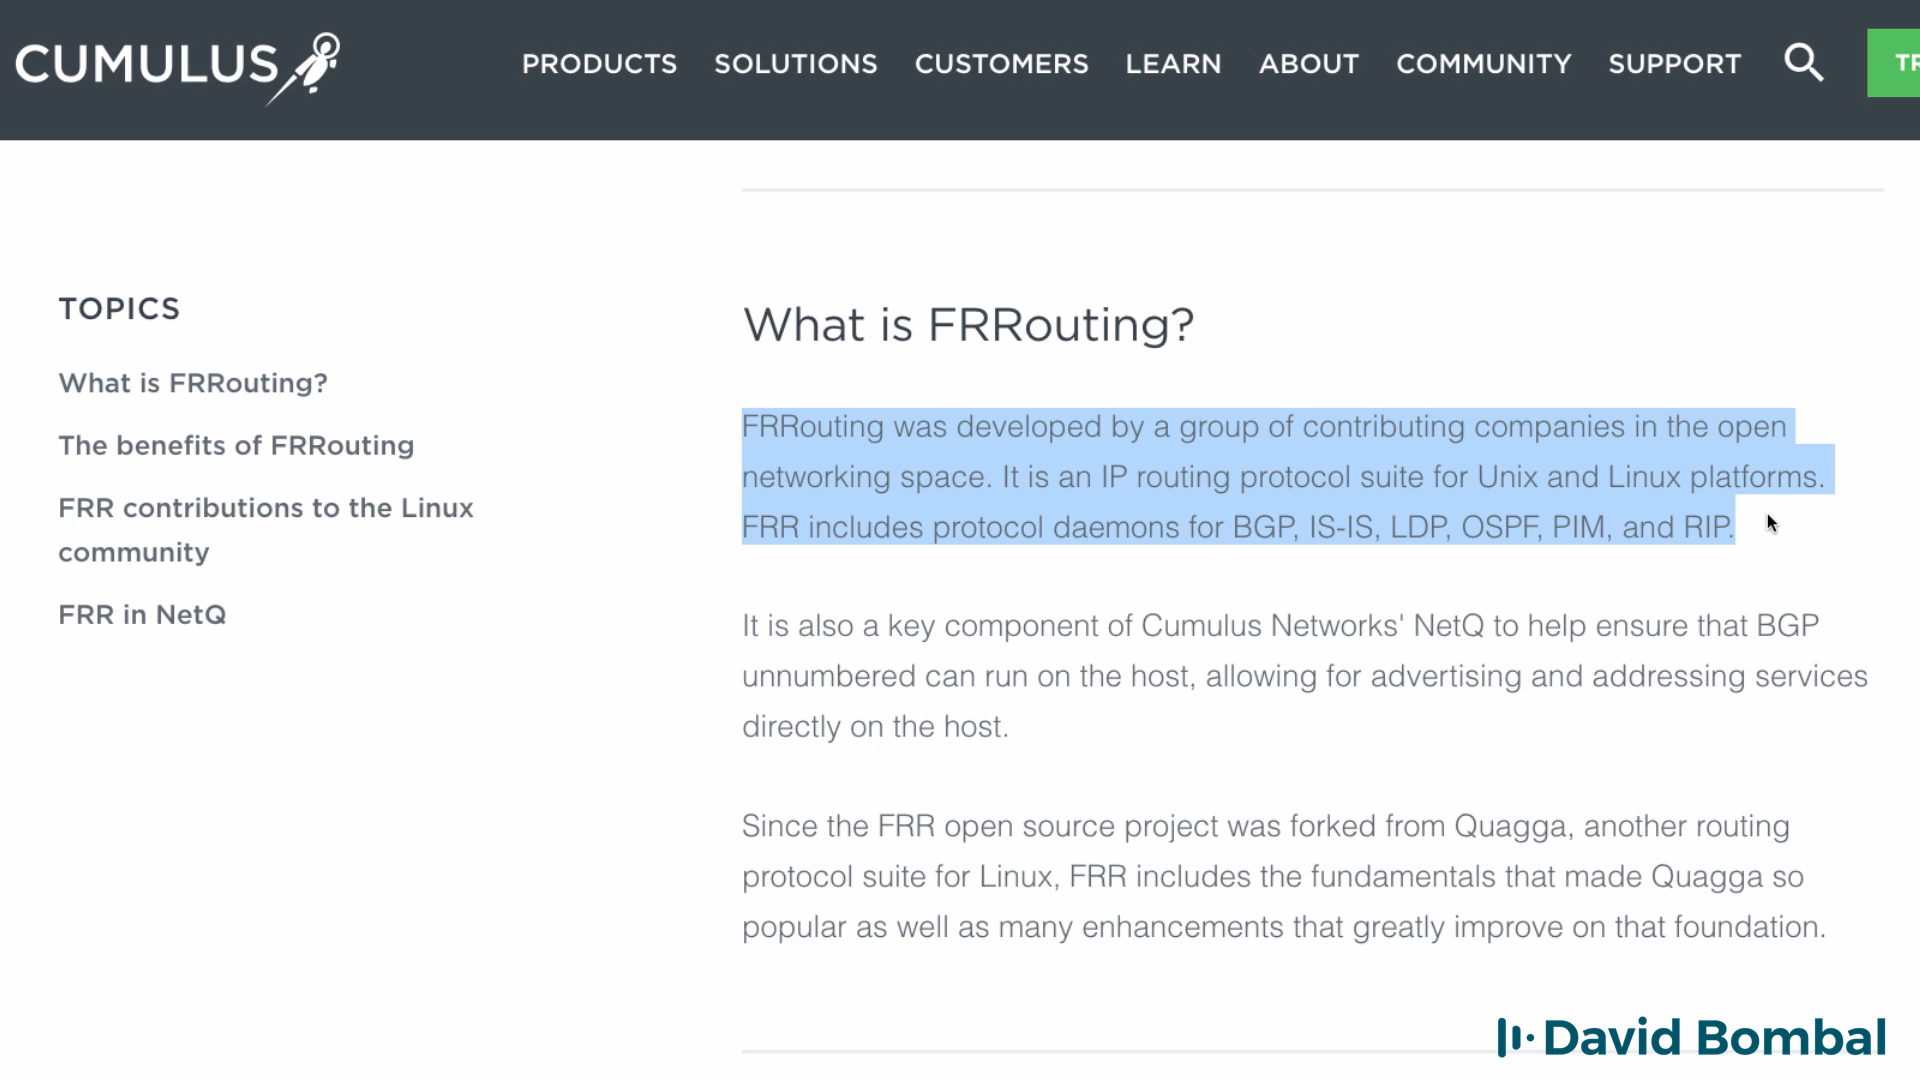 CUMULUS
PRODUCTS SOLUTIONS CUSTOMERS LEARN ABOUT COMMUNITY SUPPORT
TOPICS
What is FRRouting?
The benefits of FRRouting
FRR contributions to the Linux
community
FRR in NetQ
What is FRRouting?
FRRouting was developed by a group of contributing companies in the open
networking space. It is an IP routing protocol suite for Unix and Linux platforms.
FRR includes protocol daemons for BGP, IS-IS, LDP, OSPF, PIM, and RIP.
It is also a key component of Cumulus Networks' NetQ to help ensure that BGP
unnumbered can run on the host, allowing for advertising and addressing services
directly on the host.
Since the FRR open source project was forked from Quagga, another routing
protocol suite for Linux, FRR includes the fundamentals that made Quagga so
popular as well as many enhancements that greatly improve on that foundation.
David Bombal